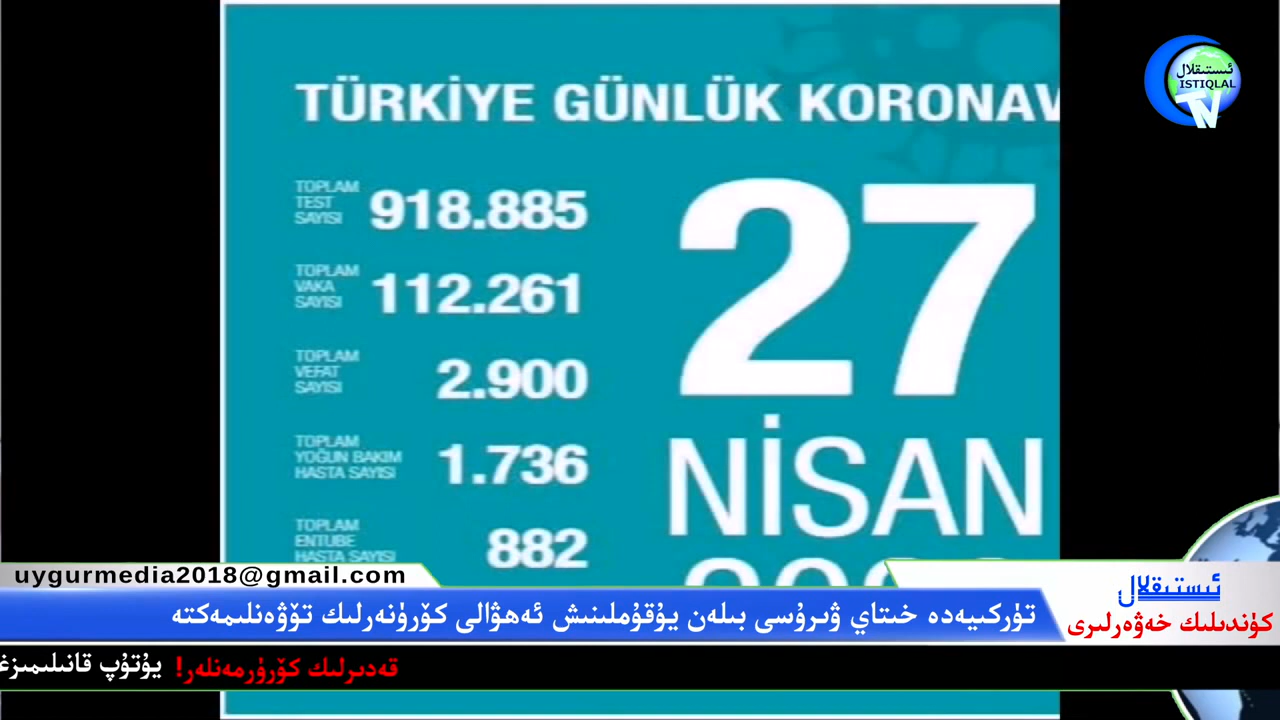 ئىستىقلال
ISTIQLAL
TV
TÜRKİYE GÜNLÜK KORONAV
TOPLAM
TEST
SAYISI
918.885
TOPLAM
VAKA
SAYISI
112.261
TOPLAM
VEFAT
SAYISI
2.900
TOPLAM
YOĞUN BAKIM
HASTA SAYISI
1.736
TOPLAM
ENTUBE
HASTA SAYISI
882
27
NİSAN
uygurmedia2018@gmail.com
ئىستىقلال
كۈندىلىك خەۋەرلىرى
تۈركىيەدە خىتاي ۋىرۇسى بىلەن يۇقۇملىنىش ئەھۋالى كۆرۈنەرلىك تۆۋەنلىمەكتە
قەدىرلىك كۆرۈرمەنلەر! يۇتۇپ قانىلىمىزغ